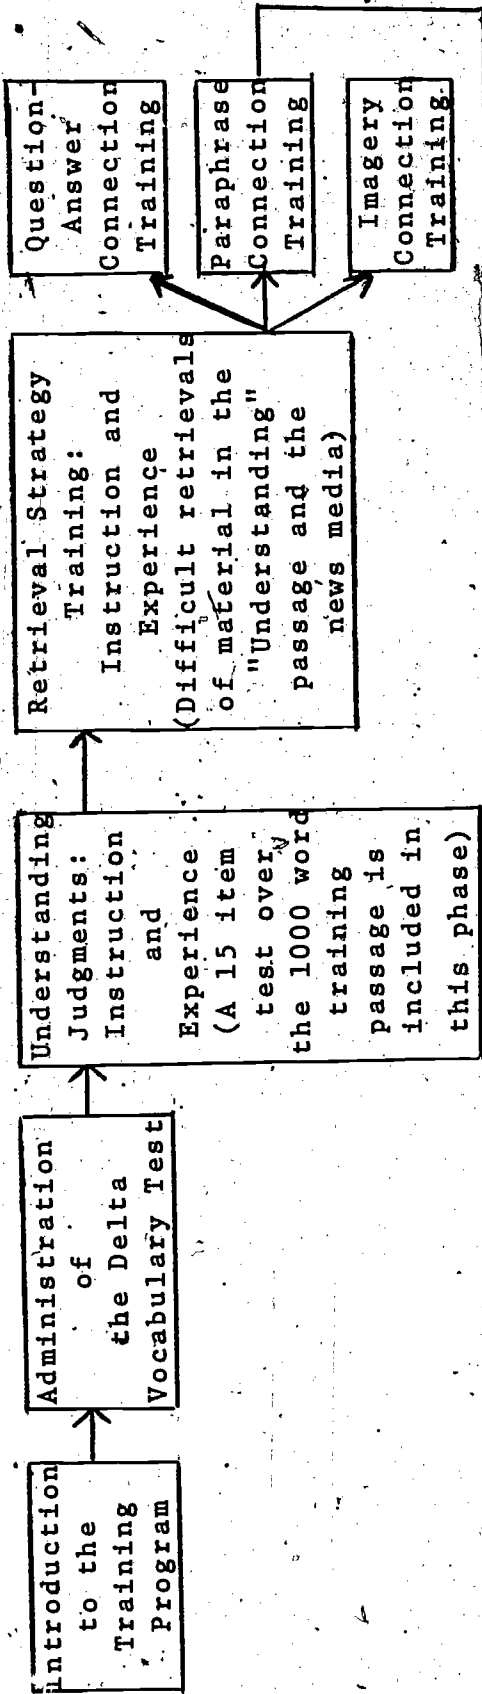 Introduction
to the
Training
Program
Administration
of
the Delta
Vocabulary Test
Understanding
Judgments:
Instruction
and
Experience
(A 15 item
test over
the 1000 word
training
passage is
included in
this phase)
Retrieval Strategy
Training:
Instruction and
Experience
(Difficult retrievals
of material in the
"Understanding"
passage and the
news media)
Question-
Answer
Connection
Training
Paraphrase
Connection
Training
Imagery
Connection
Training